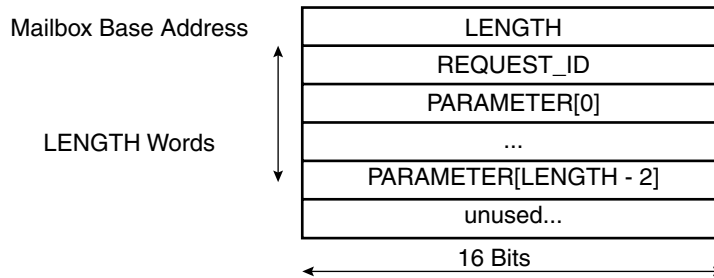 Mailbox Base Address
LENGTH
REQUEST_ID
PARAMETER[0]
LENGTH Words
...
PARAMETER[LENGTH - 2]
unused...
16 Bits